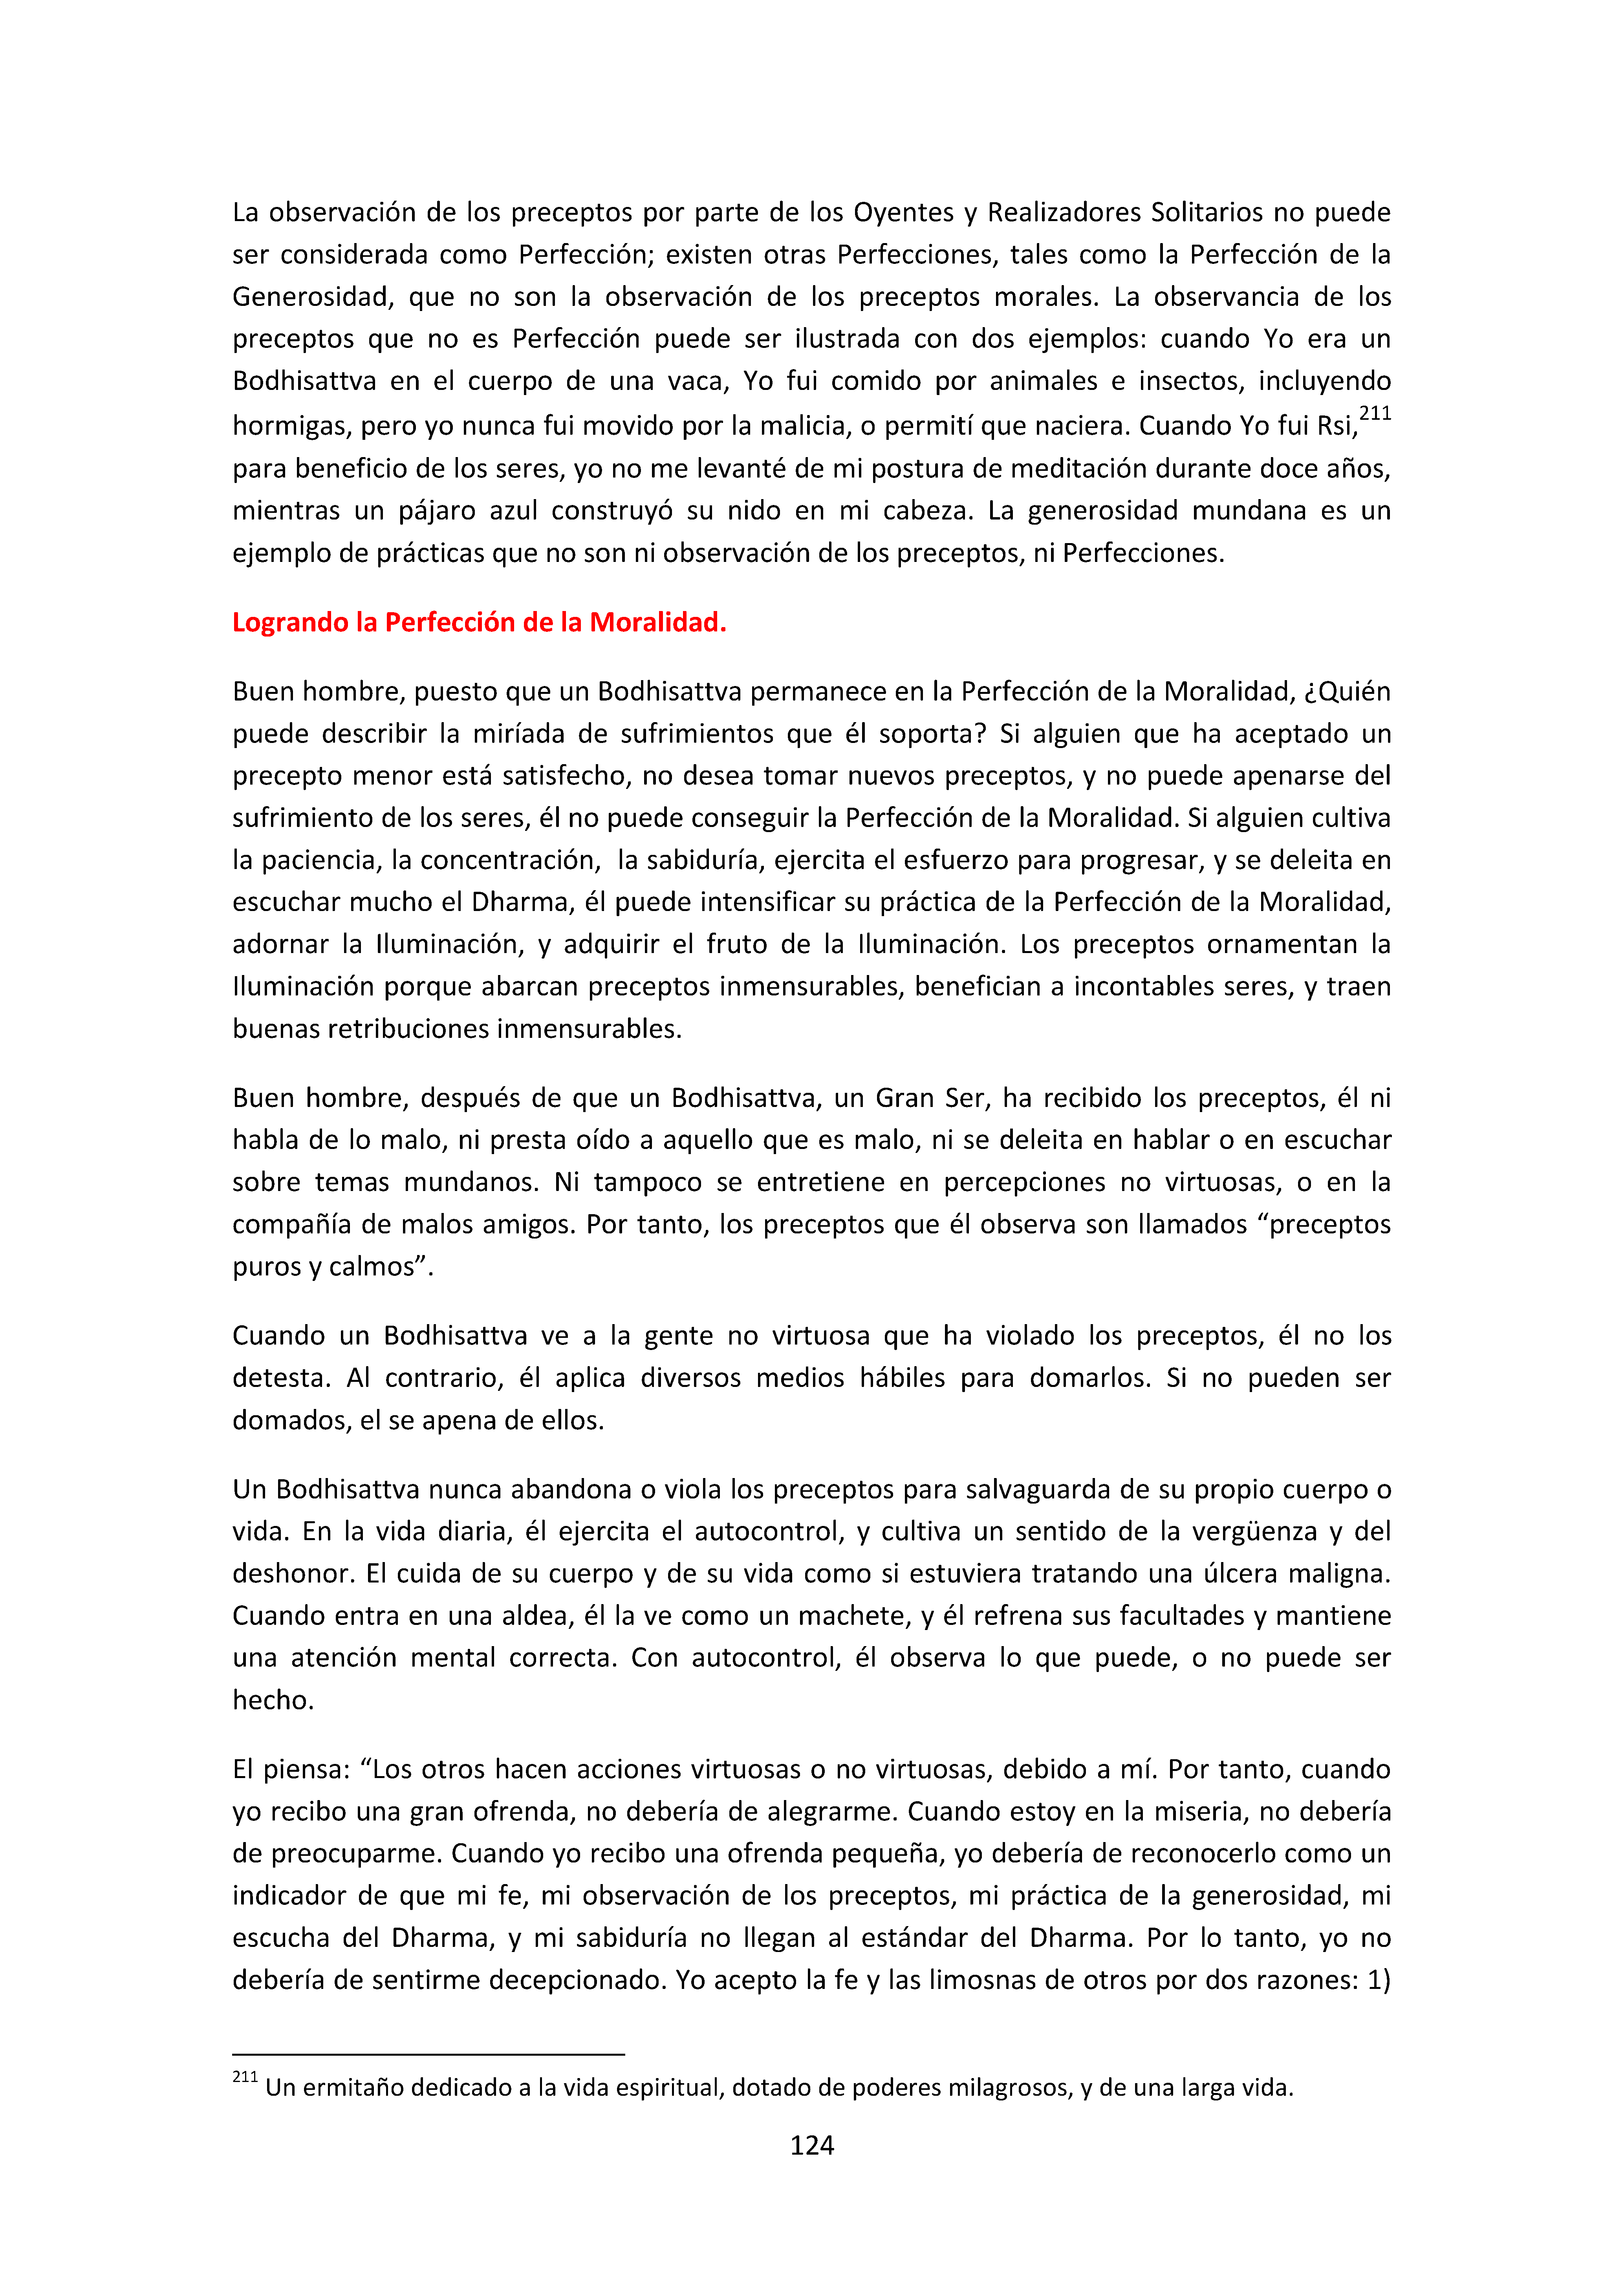 La observación de los preceptos por parte de los Oyentes y Realizadores Solitarios no puede
ser considerada como Perfección; existen otras Perfecciones, tales como la Perfección de la
Generosidad, que no son la observación de los preceptos morales. La observancia de los
preceptos que no es Perfección puede ser ilustrada con dos ejemplos: cuando Yo era un
Bodhisattva en el cuerpo de una vaca, Yo fui comido por animales e insectos, incluyendo
hormigas, pero yo nunca fui movido por la malicia, o permití que naciera. Cuando Yo fui Rsi,211
para beneficio de los seres, yo no me levanté de mi postura de meditación durante doce años,
mientras un pájaro azul construyó su nido en mi cabeza. La generosidad mundana es un
ejemplo de prácticas que no son ni observación de los preceptos, ni Perfecciones.
Logrando la Perfección de la Moralidad.
Buen hombre, puesto que un Bodhisattva permanece en la Perfección de la Moralidad, ¿Quién
puede describir la miríada de sufrimientos que él soporta? Si alguien que ha aceptado un
precepto menor está satisfecho, no desea tomar nuevos preceptos, y no puede apenarse del
sufrimiento de los seres, él no puede conseguir la Perfección de la Moralidad. Si alguien cultiva
la paciencia, la concentración,  la sabiduría, ejercita el esfuerzo para progresar, y se deleita en
escuchar mucho el Dharma, él puede intensificar su práctica de la Perfección de la Moralidad,
adornar la Iluminación, y adquirir el fruto de la Iluminación. Los preceptos ornamentan la
Iluminación porque abarcan preceptos inmensurables, benefician a incontables seres, y traen
buenas retribuciones inmensurables.
Buen hombre, después de que un Bodhisattva, un Gran Ser, ha recibido los preceptos, él ni
habla de lo malo, ni presta oído a aquello que es malo, ni se deleita en hablar o en escuchar
sobre temas mundanos. Ni tampoco se entretiene en percepciones no virtuosas, o en la
compañía de malos amigos. Por tanto, los preceptos que él observa son llamados “preceptos
puros y calmos”.
Cuando un Bodhisattva ve a la gente no virtuosa que ha violado los preceptos, él no los
detesta. Al contrario, él aplica diversos medios hábiles para domarlos. Si no pueden ser
domados, el se apena de ellos.
Un Bodhisattva nunca abandona o viola los preceptos para salvaguarda de su propio cuerpo o
vida. En la vida diaria, él ejercita el autocontrol, y cultiva un sentido de la vergüenza y del
deshonor. El cuida de su cuerpo y de su vida como si estuviera tratando una úlcera maligna.
Cuando entra en una aldea, él la ve como un machete, y él refrena sus facultades y mantiene
una atención mental correcta. Con autocontrol, él observa lo que puede, o no puede ser
hecho.
El piensa: “Los otros hacen acciones virtuosas o no virtuosas, debido a mí. Por tanto, cuando
yo recibo una gran ofrenda, no debería de alegrarme. Cuando estoy en la miseria, no debería
de preocuparme. Cuando yo recibo una ofrenda pequeña, yo debería de reconocerlo como un
indicador de que mi fe, mi observación de los preceptos, mi práctica de la generosidad, mi
escucha del Dharma, y mi sabiduría no llegan al estándar del Dharma. Por lo tanto, yo no
debería de sentirme decepcionado. Yo acepto la fe y las limosnas de otros por dos razones: 1)
211 Un ermitaño dedicado a la vida espiritual, dotado de poderes milagrosos, y de una larga vida.
124